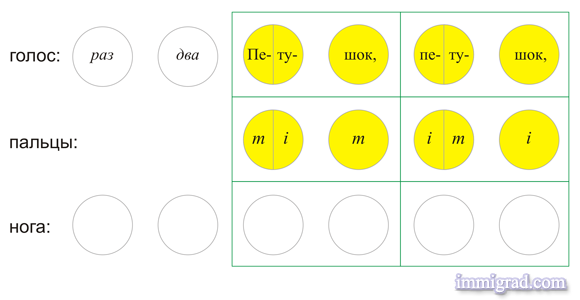 голос: раз два Пе- ту- шок, пе- ту- шок,
пальцы: m i m i m i
нога:
immigrad.com